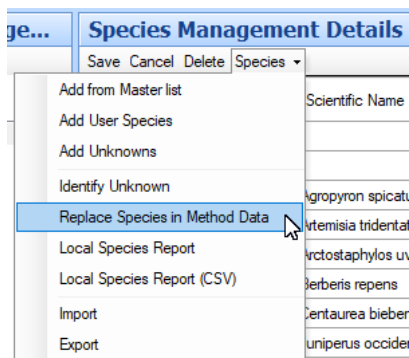 ge... Species Management Details
Save Cancel Delete Species
Add from Master list
Scientific Name
Add User Species
Add Unknowns
Identify Unknown
Agropyron spicatu
Replace Species in Method Data
Artemisia tridentat
Local Species Report
Arctostaphylos uv
Local Species Report (CSV)
Berberis repens
Import
Centaurea bieber
Export
uniperus occider